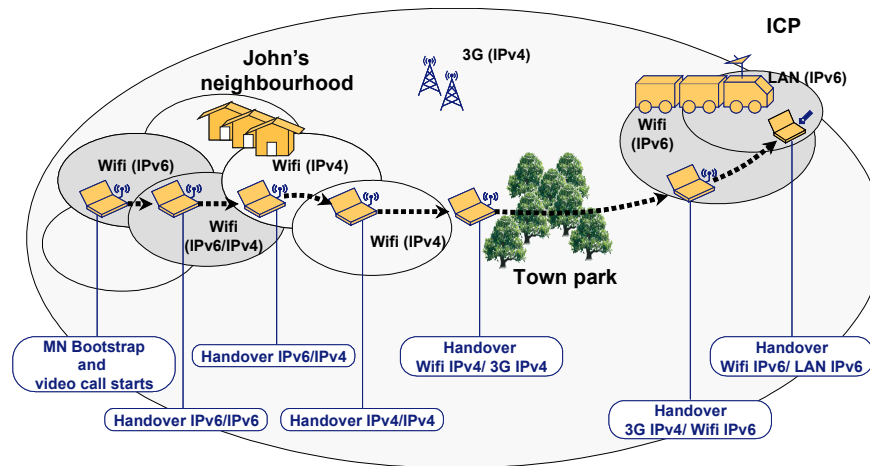 ICP
John's
neighbourhood
3G (IPv4)
LAN (IPv6)
Wifi
(IPv6)
Wifi (IPv6)
Wifi (IPv4)
Wifi
(IPv6/IPv4)
Wifi (IPv4)
Town park
MN Bootstrap
and
video call starts
Handover IPv6/IPv4
Handover
Wifi IPv4/ 3G IPv4
Handover
Wifi IPv6/ LAN IPv6
Handover IPv6/IPv6
Handover IPv4/IPv4
Handover
3G IPv4/ Wifi IPv6